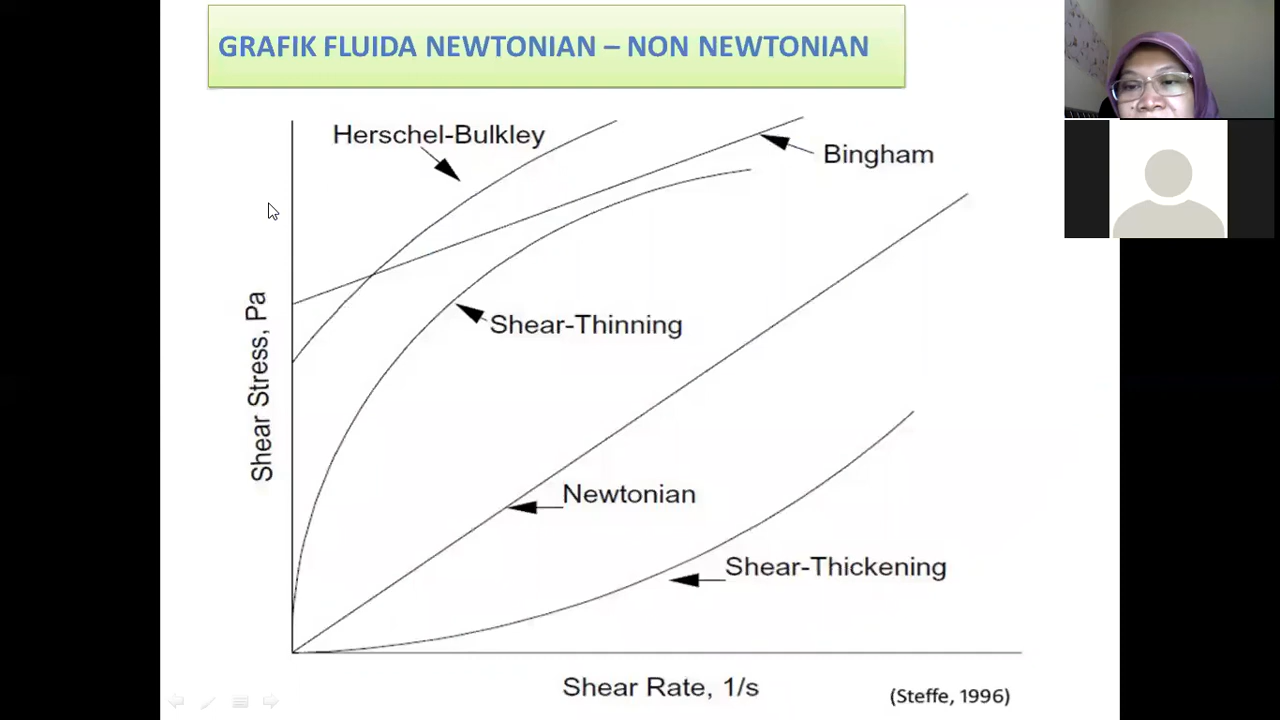 GRAFIK FLUIDA NEWTONIAN – NON NEWTONIAN
Herschel-Bulkley
Bingham
Shear-Thinning
Shear Stress, Pa
Newtonian
Shear-Thickening
Shear Rate, 1/s
(Steffe, 1996)